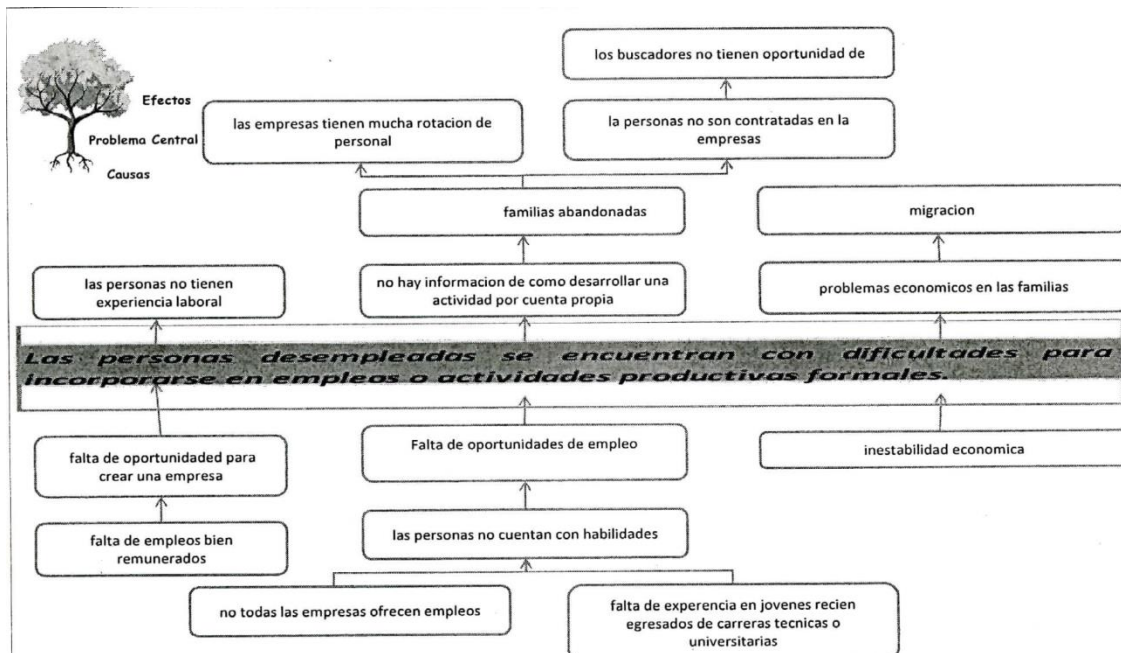 los buscadores no tienen oportunidad de
Efectos
Problema Central
Causas
las empresas tienen mucha rotacion de
personal
la personas no son contratadas en la
empresas
familias abandonadas
migracion
las personas no tienen
experiencia laboral
no hay informacion de como desarrollar una
actividad por cuenta propia
problemas economicos en las familias
Las personas desempleadas se encuentran con dificultades para
incorporarse en empleos o actividades productivas formales.
falta de oportunidaded para
crear una empresa
Falta de oportunidades de empleo
inestabilidad economica
falta de empleos bien
remunerados
las personas no cuentan con habilidades
no todas las empresas ofrecen empleos
falta de experencia en jovenes recien
egresados de carreras tecnicas o
universitarias